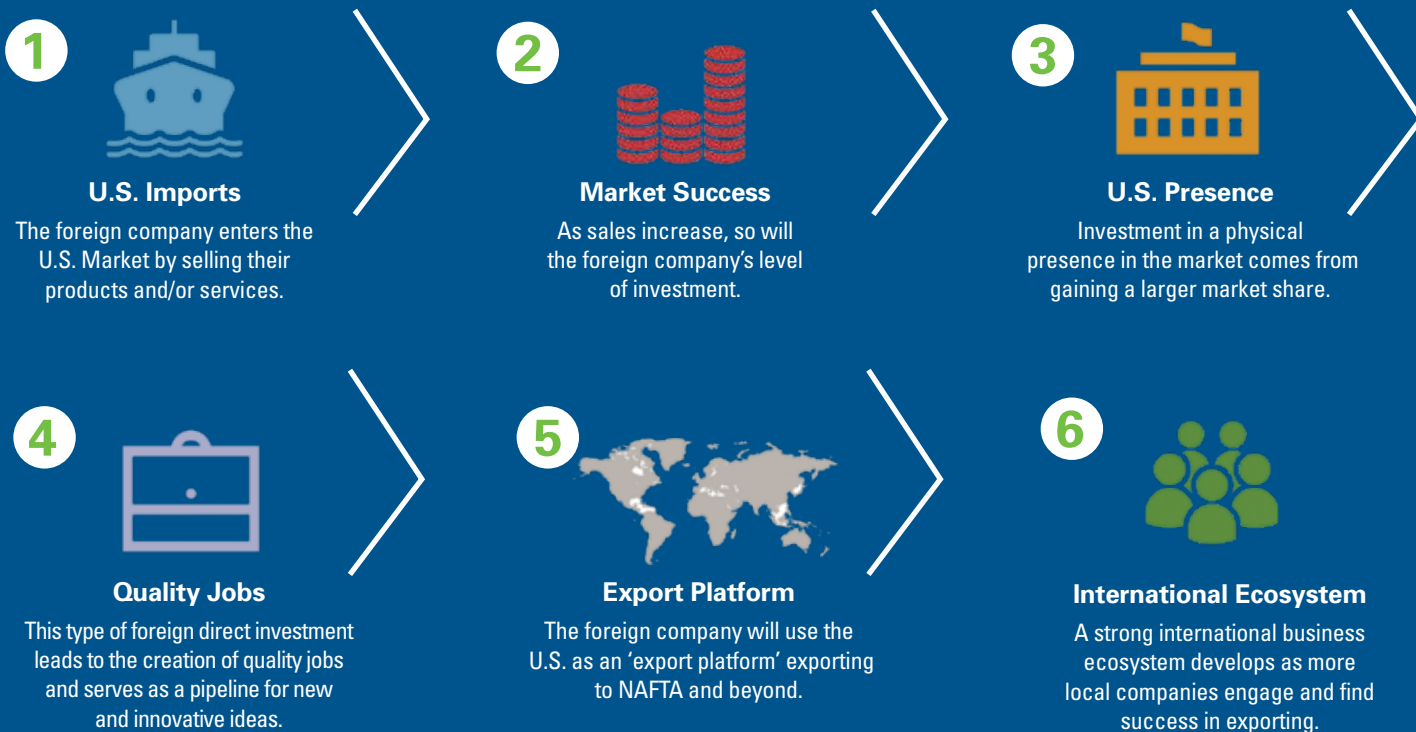 1
U.S. Imports
The foreign company enters the
U.S. Market by selling their
products and/or services.
2
Market Success
As sales increase, so will
the foreign company's level
of investment.
3
U.S. Presence
Investment in a physical
presence in the market comes from
gaining a larger market share.
4
Quality Jobs
This type of foreign direct investment
leads to the creation of quality jobs
and serves as a pipeline for new
and innovative ideas.
5
Export Platform
The foreign company will use the
U.S. as an ‘export platform’ exporting
to NAFTA and beyond.
6
International Ecosystem
A strong international business
ecosystem develops as more
local companies engage and find
success in exporting.